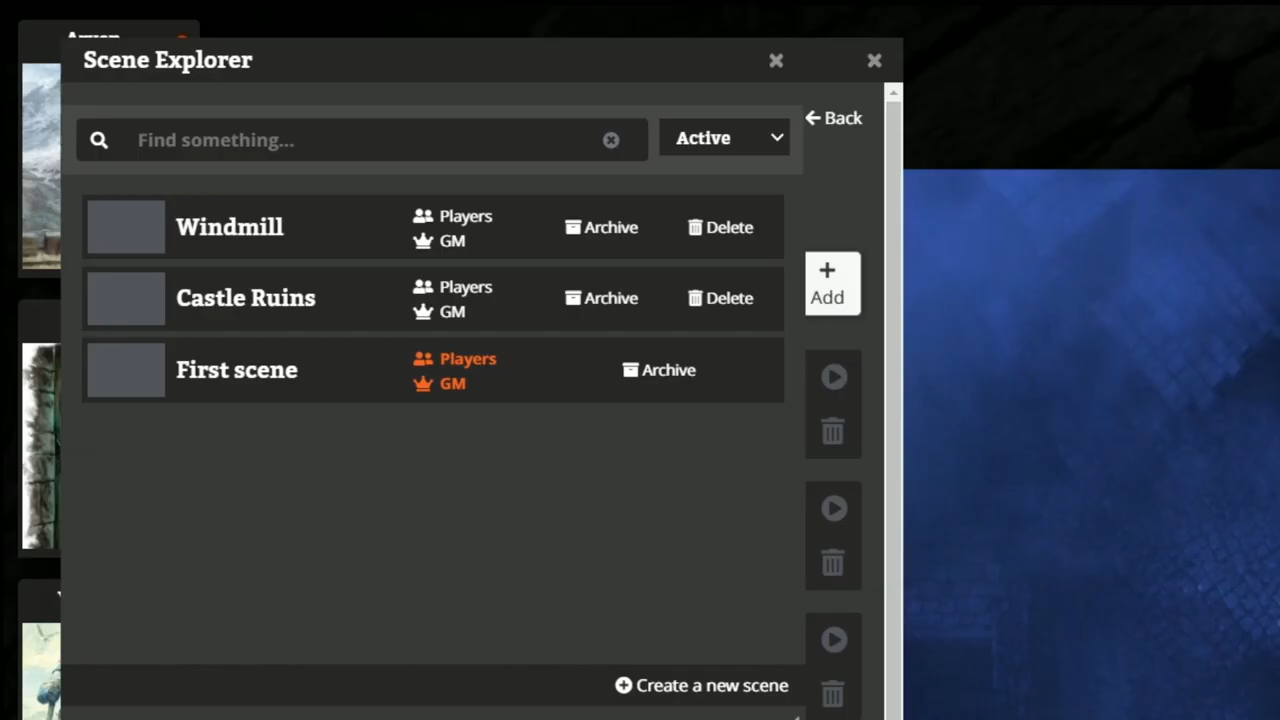 Scene Explorer
Back
Find something...
Active
Windmill
Players
GM
Archive
Delete
Castle Ruins
Players
GM
Archive
Delete
Add
First scene
Players
GM
Archive
Create a new scene